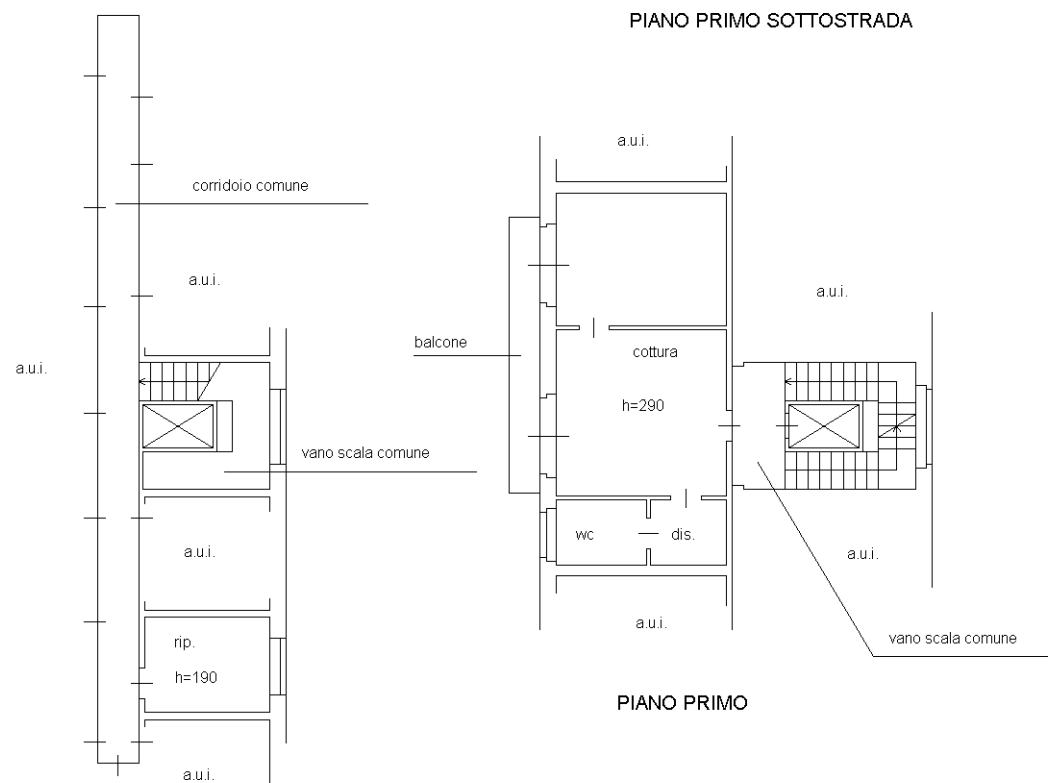 PIANO PRIMO SOTTOSTRADA
a.u.i.
corridoio comune
a.u.i.
a.u.i.
balcone
cottura
a.u.i.
h=290
vano scala comune
wc
dis.
a.u.i.
a.u.i.
a.u.i.
rip.
vano scala comune
h=190
PIANO PRIMO
a.u.i.